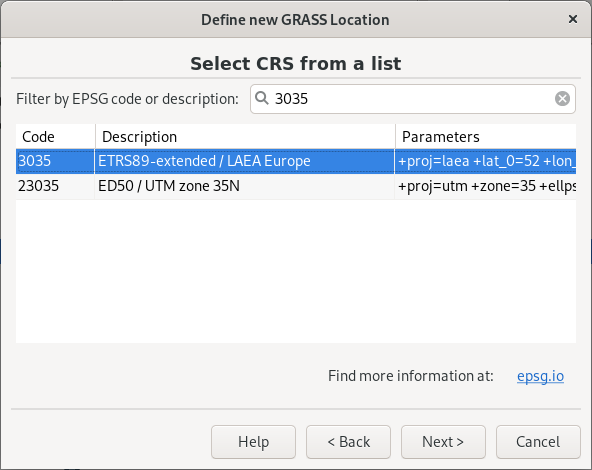 Define new GRASS Location
Select CRS from a list
Filter by EPSG code or description: 3035
Code Description Parameters
3035 ETRS89-extended / LAEA Europe +proj=laea +lat_0=52 +lon_
23035 ED50 / UTM zone 35N +proj=utm +zone=35 +ellps
Find more information at: epsg.io
Help < Back Next > Cancel